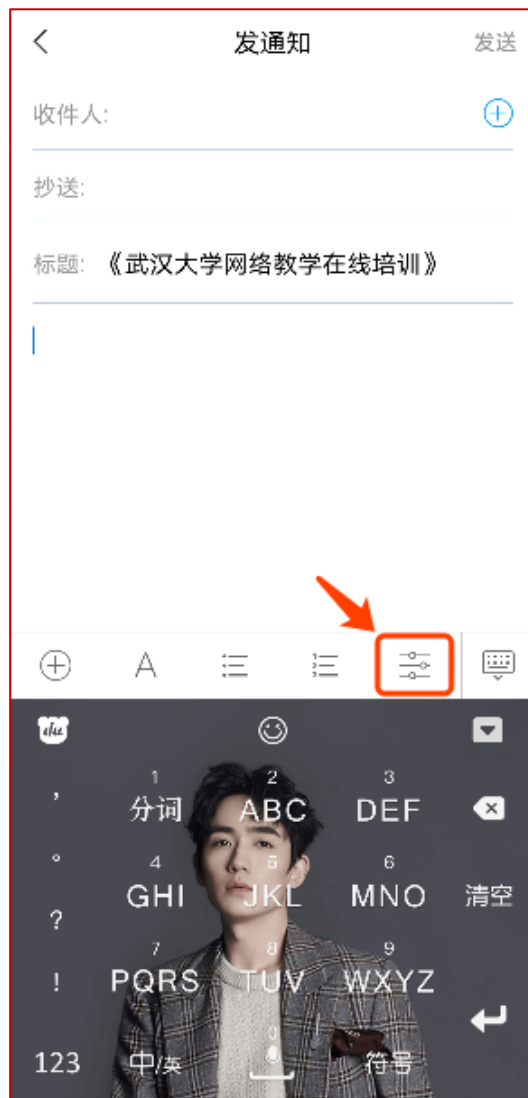 发通知 发送
收件人:
抄送:
标题: 《武汉大学网络教学在线培训》
A
du
1 2 3
， 分词 ABC DEF
。 4 5 6
GHI JKL MNO 清空
?
7 8 9
! PQRS TUV WXYZ
0
123 中/英 符号